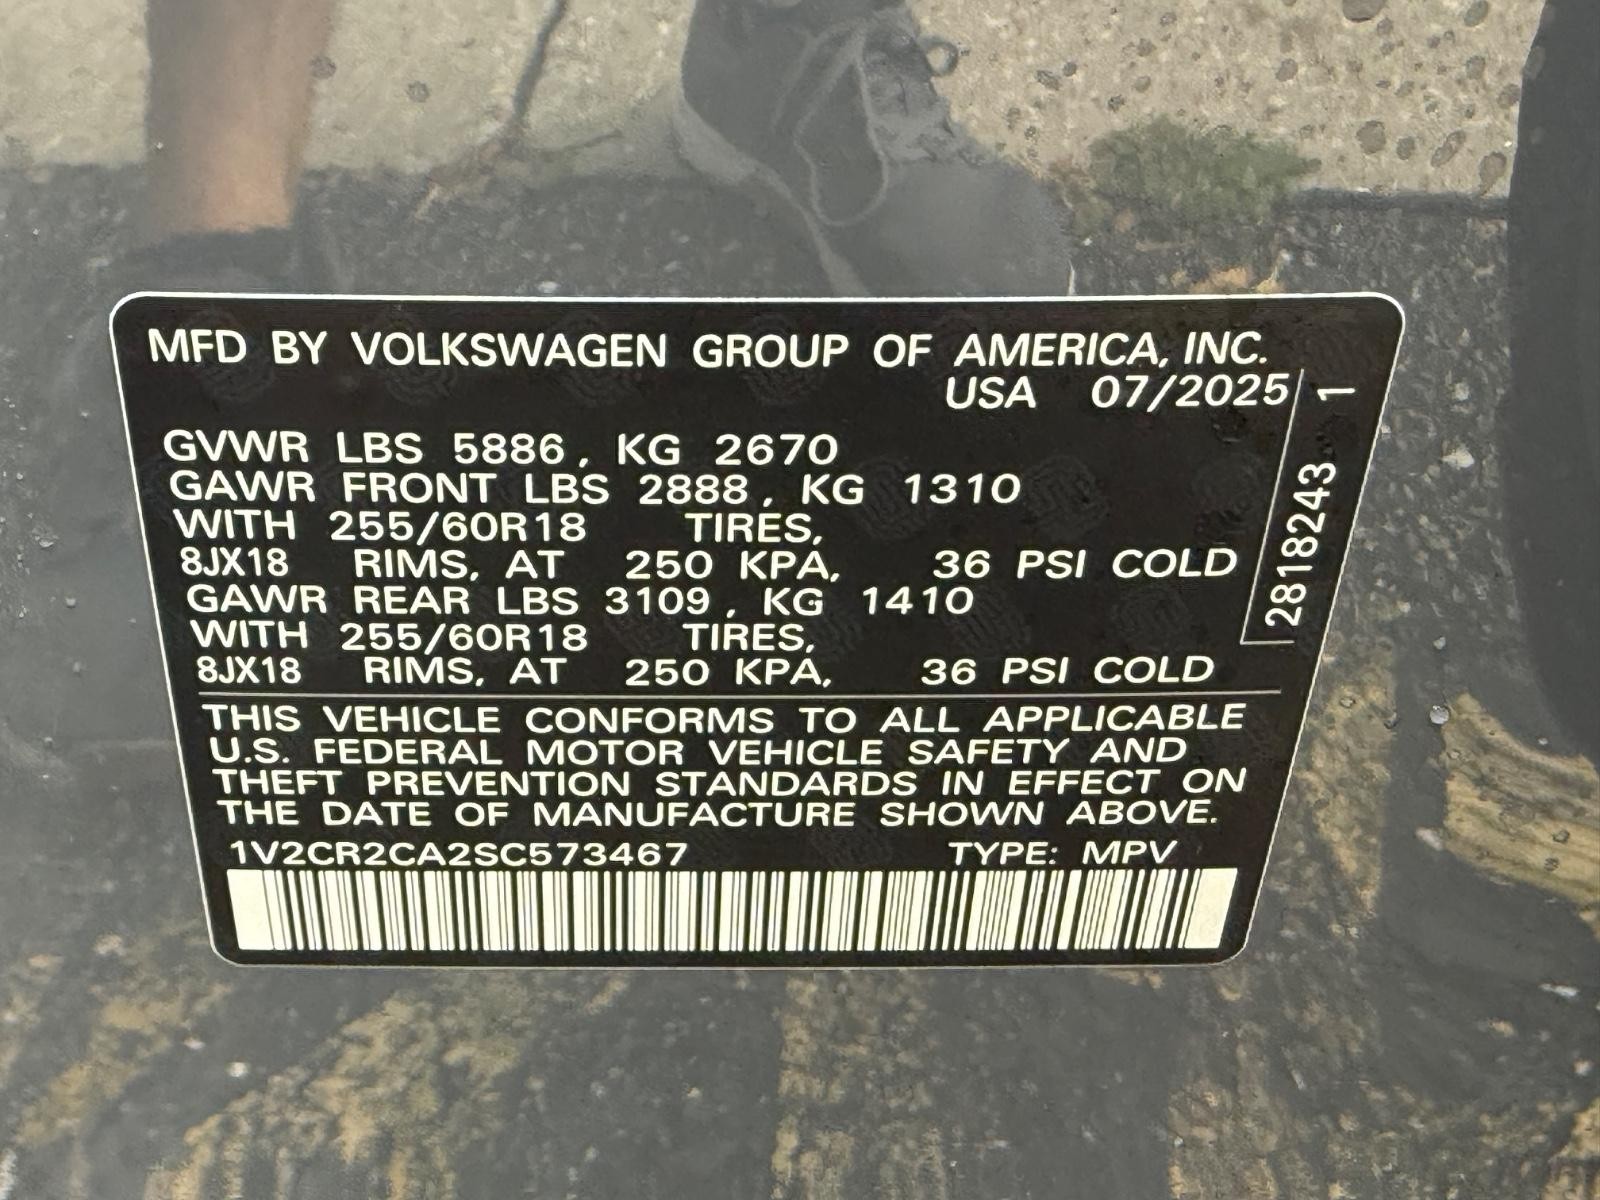 MFD BY VOLKSWAGEN GROUP OF AMERICA, INC.
USA 07/2025
GVWR LBS 5886, KG 2670
GAWR FRONT LBS 2888, KG 1310
WITH 255/60R18 TIRES,
8JX18 RIMS, AT 250 KPA, 36 PSI COLD
GAWR REAR LBS 3109, KG 1410
WITH 255/60R18 TIRES,
8JX18 RIMS, AT 250 KPA, 36 PSI COLD
THIS VEHICLE CONFORMS TO ALL APPLICABLE
U.S. FEDERAL MOTOR VEHICLE SAFETY AND
THEFT PREVENTION STANDARDS IN EFFECT ON
THE DATE OF MANUFACTURE SHOWN ABOVE.
1V2CR2CA2SC573467 TYPE: MPV
2818243 1